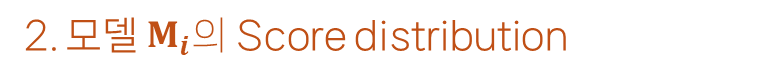 2. 모델 𝐌ᵢ의 Score distribution